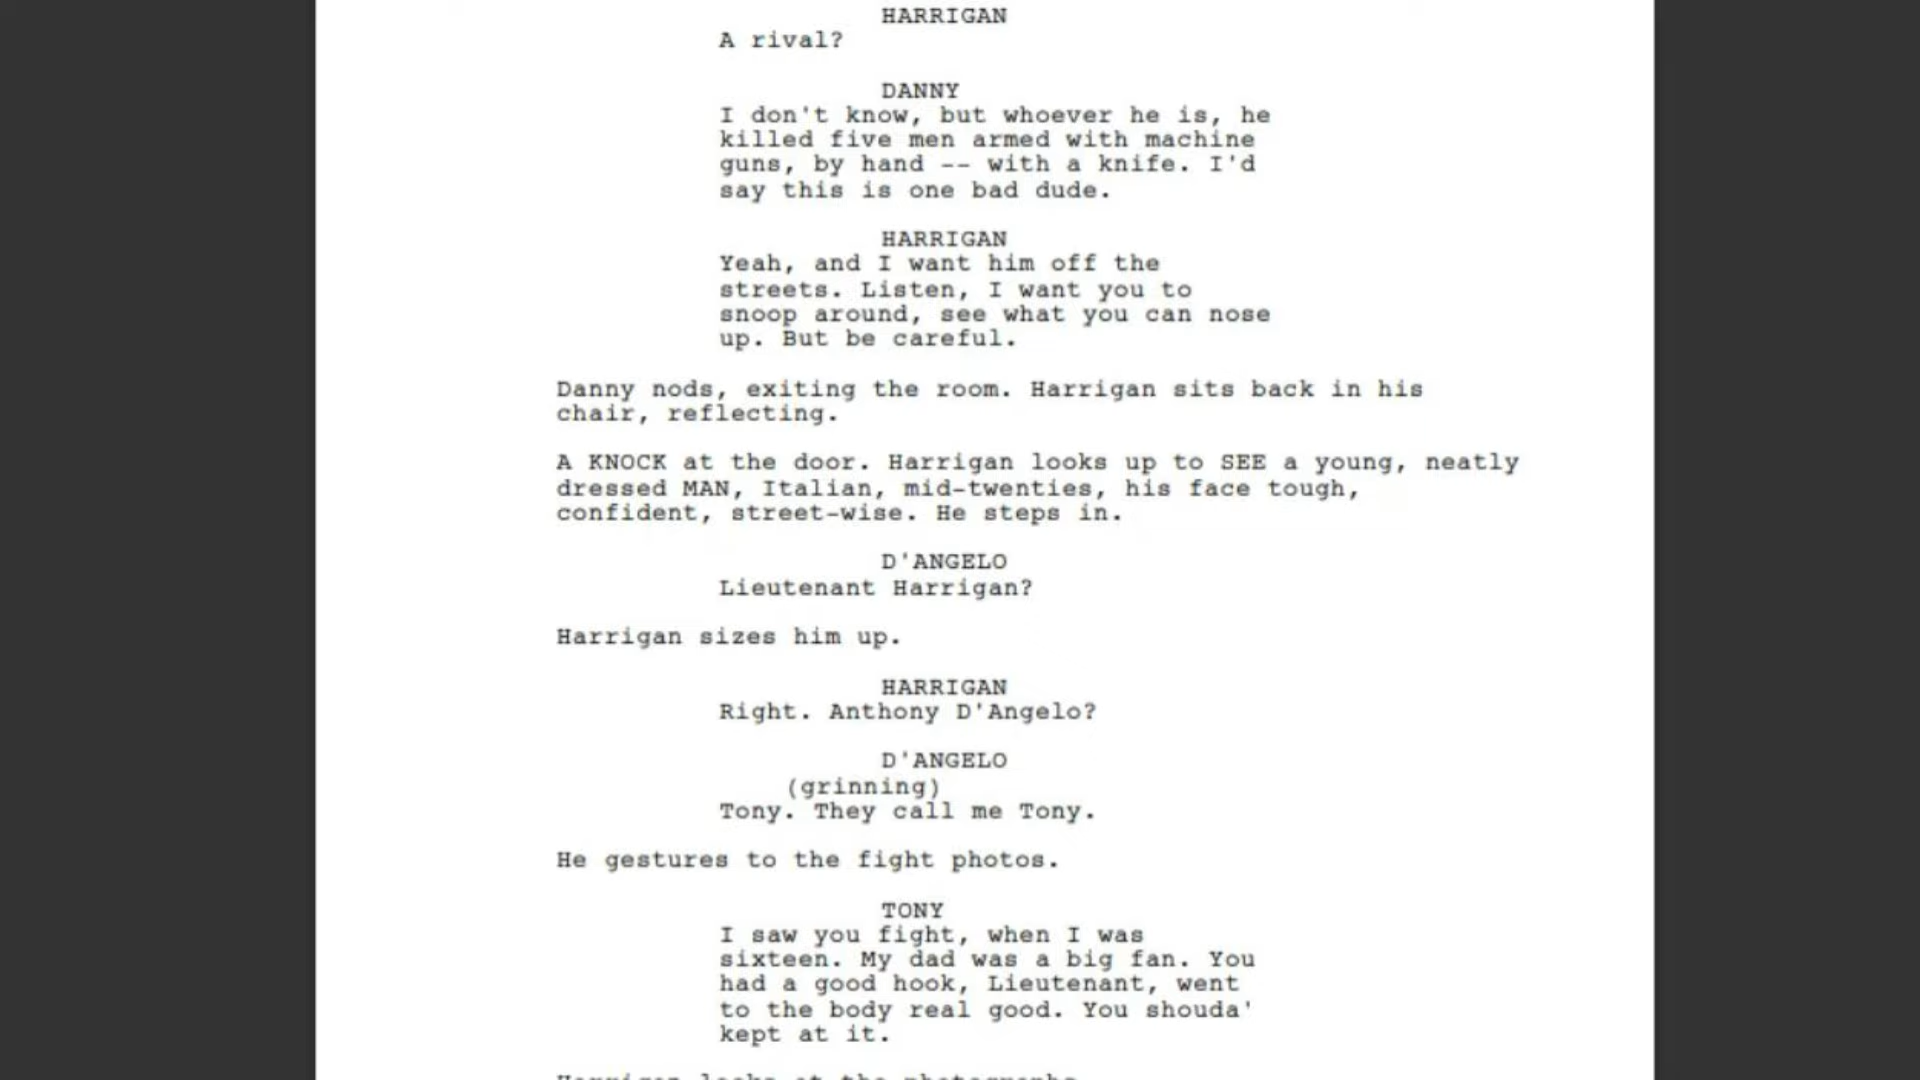 HARRIGAN
A rival?
DANNY
I don't know, but whoever he is, he
killed five men armed with machine
guns, by hand -- with a knife. I'd
say this is one bad dude.
HARRIGAN
Yeah, and I want him off the
streets. Listen, I want you to
snoop around, see what you can nose
up. But be careful.
Danny nods, exiting the room. Harrigan sits back in his
chair, reflecting.
A KNOCK at the door. Harrigan looks up to SEE a young, neatly
dressed MAN, Italian, mid-twenties, his face tough,
confident, street-wise. He steps in.
D'ANGELO
Lieutenant Harrigan?
Harrigan sizes him up.
HARRIGAN
Right. Anthony D'Angelo?
D'ANGELO
(grinning)
Tony. They call me Tony.
He gestures to the fight photos.
TONY
I saw you fight, when I was
sixteen. My dad was a big fan. You
had a good hook, Lieutenant, went
to the body real good. You shouda'
kept at it.
Harrigan looks at the photographs